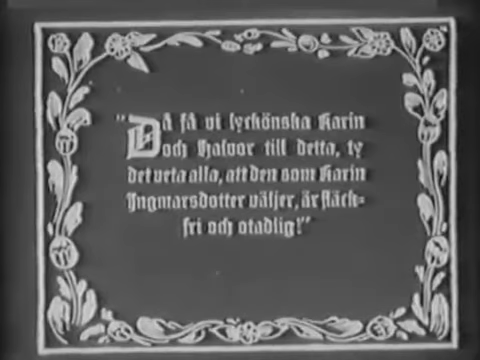 "Då få vi lyckönska Karin
och Halvor till detta, ty
det veta alla, att den som Karin
Ingmarsdotter väljer, är fläck-
fri och otadlig!"